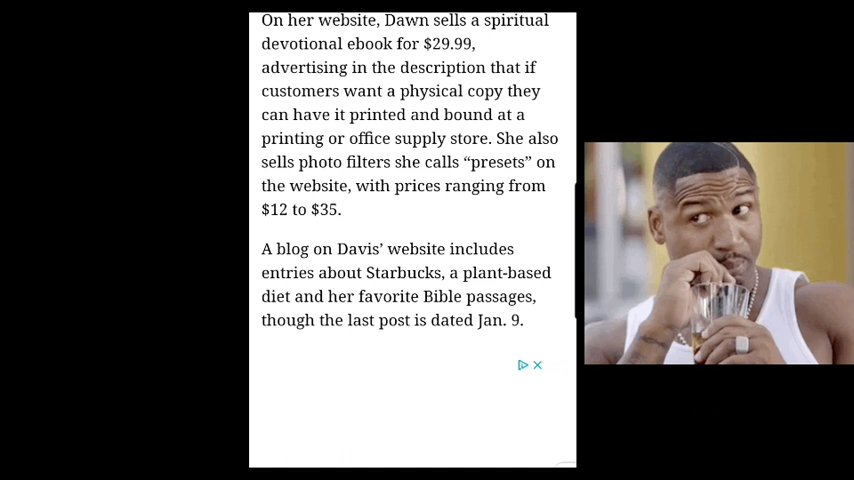 On her website, Dawn sells a spiritual
devotional ebook for $29.99,
advertising in the description that if
customers want a physical copy they
can have it printed and bound at a
printing or office supply store. She also
sells photo filters she calls “presets” on
the website, with prices ranging from
$12 to $35.
A blog on Davis’ website includes
entries about Starbucks, a plant-based
diet and her favorite Bible passages,
though the last post is dated Jan. 9.